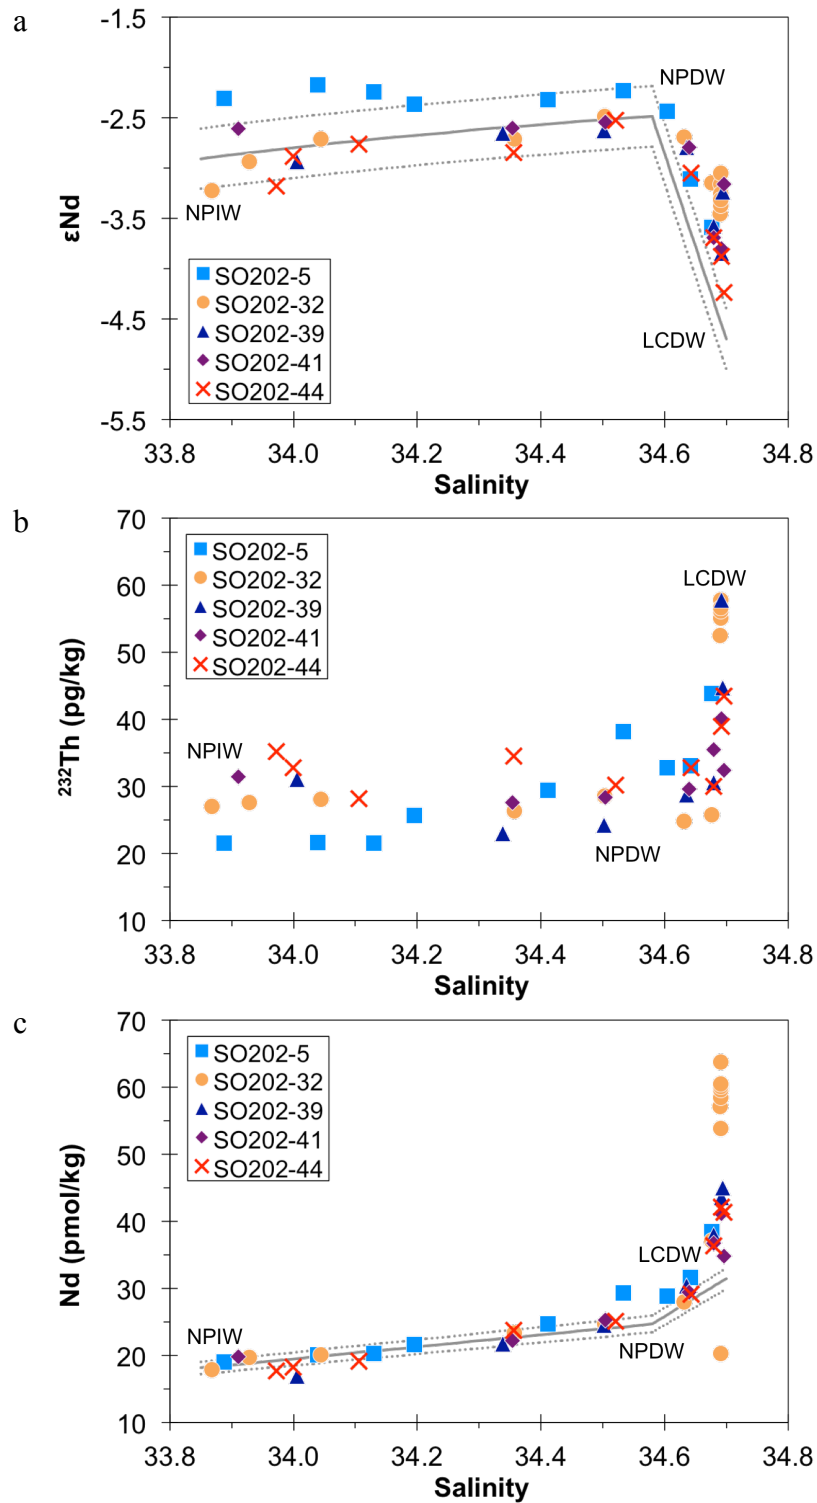 a
-1.5
-2.5
-3.5
-4.5
-5.5
εNd
NPDW
NPIW
LCDW
SO202-5
SO202-32
SO202-39
SO202-41
SO202-44
33.8 34.0 34.2 34.4 34.6 34.8
Salinity
b
70
60
50
40
30
20
10
²³²Th (pg/kg)
SO202-5
SO202-32
SO202-39
SO202-41
SO202-44
LCDW
NPIW
NPDW
33.8 34.0 34.2 34.4 34.6 34.8
Salinity
c
70
60
50
40
30
20
10
Nd (pmol/kg)
SO202-5
SO202-32
SO202-39
SO202-41
SO202-44
LCDW
NPIW
NPDW
33.8 34.0 34.2 34.4 34.6 34.8
Salinity